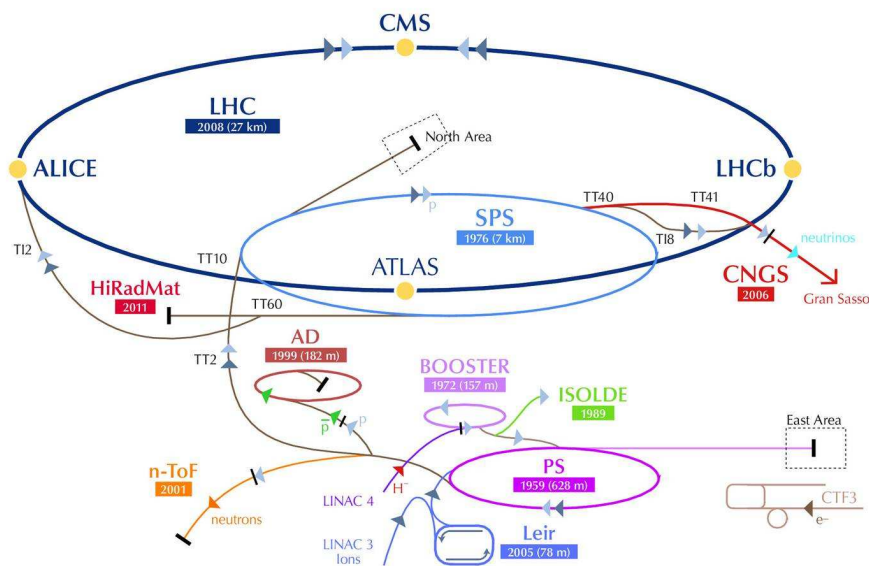 CMS
LHC
2008 (27 km)
North Area
ALICE
LHCb
p
TT40
TT41
SPS
1976 (7 km)
TI8
neutrinos
TI2
TT10
ATLAS
CNGS
2006
Gran Sasso
HiRadMat
2011
TT60
AD
1999 (182 m)
TT2
BOOSTER
1972 (157 m)
ISOLDE
1989
p
p̅
East Area
n-ToF
2001
PS
1959 (628 m)
H⁻
LINAC 4
neutrons
CTF3
e–
LINAC 3
Ions
Leir
2005 (78 m)